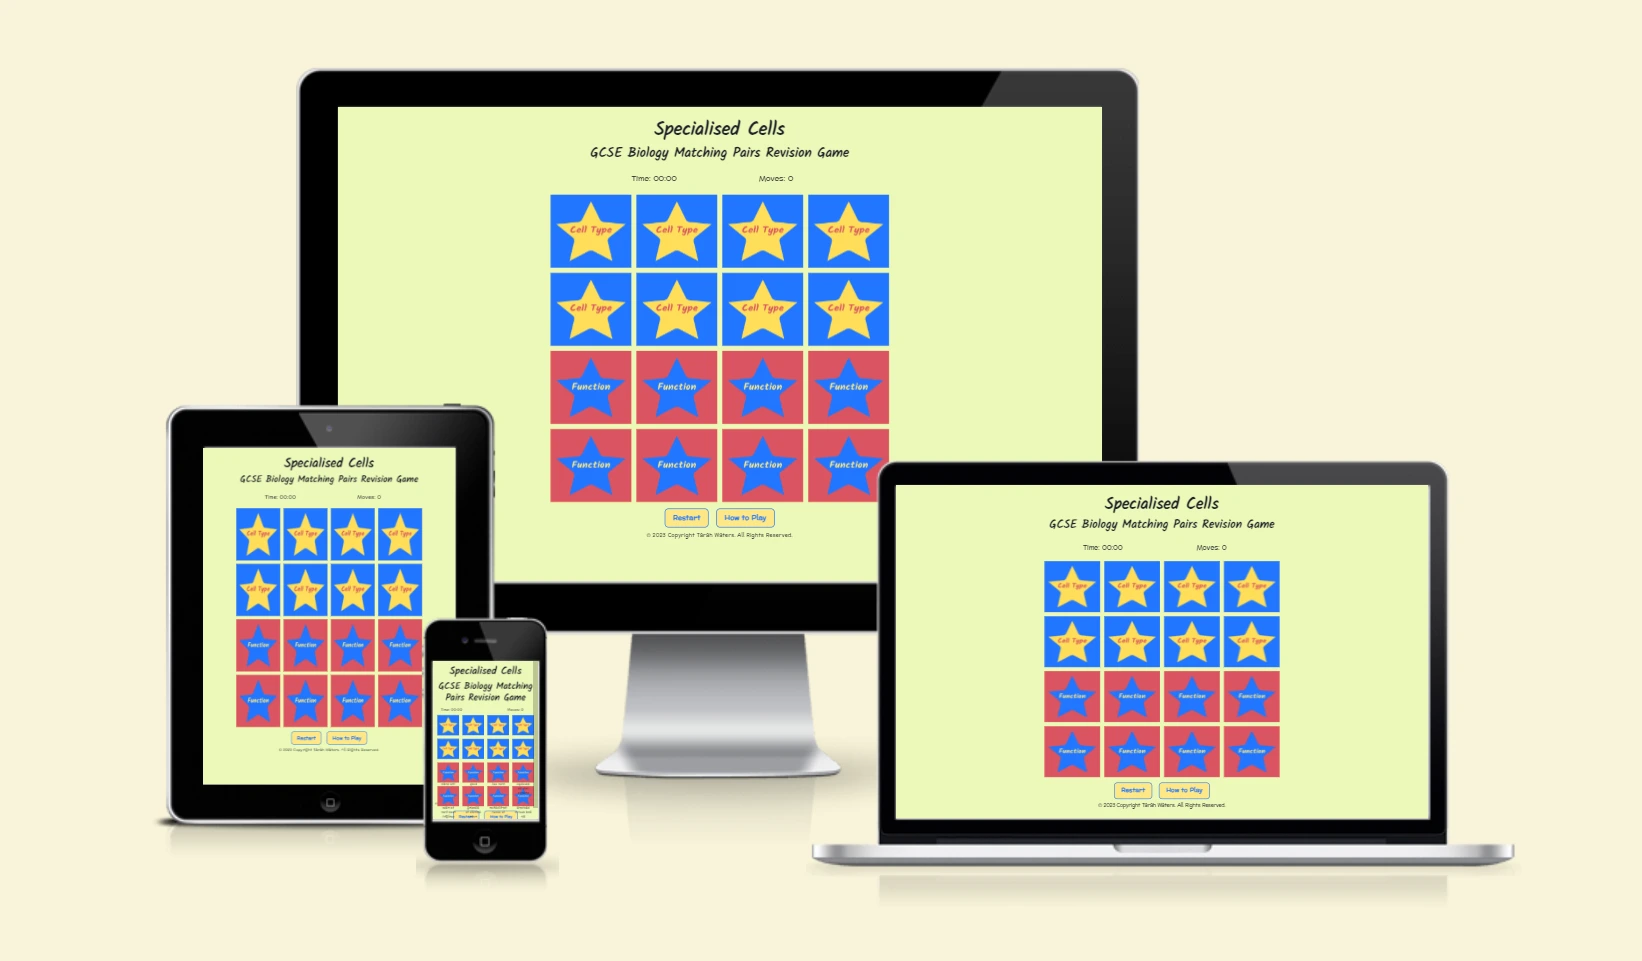 Specialised Cells
GCSE Biology Matching Pairs Revision Game
Time: 00:00 Moves: 0
Cell Type Cell Type Cell Type Cell Type
Cell Type Cell Type Cell Type Cell Type
Function Function Function Function
Function Function Function Function
Restart How to Play
© 2023 Copyright Tárāh Wāters. All Rights Reserved.
Specialised Cells
GCSE Biology Matching Pairs Revision Game
Time: 00:00 Moves: 0
Cell Type Cell Type Cell Type Cell Type
Cell Type Cell Type Cell Type Cell Type
Function Function Function Function
Function Function Function Function
Restart How to Play
© 2023 Copyright Tárāh Wāters. All Rights Reserved.
Specialised Cells
GCSE Biology Matching
Pairs Revision Game
Time: 00:00 Moves: 0
Restart How to Play
Specialised Cells
GCSE Biology Matching Pairs Revision Game
Time: 00:00 Moves: 0
Cell Type Cell Type Cell Type Cell Type
Cell Type Cell Type Cell Type Cell Type
Function Function Function Function
Function Function Function Function
Restart How to Play
© 2023 Copyright Tárāh Wāters. All Rights Reserved.